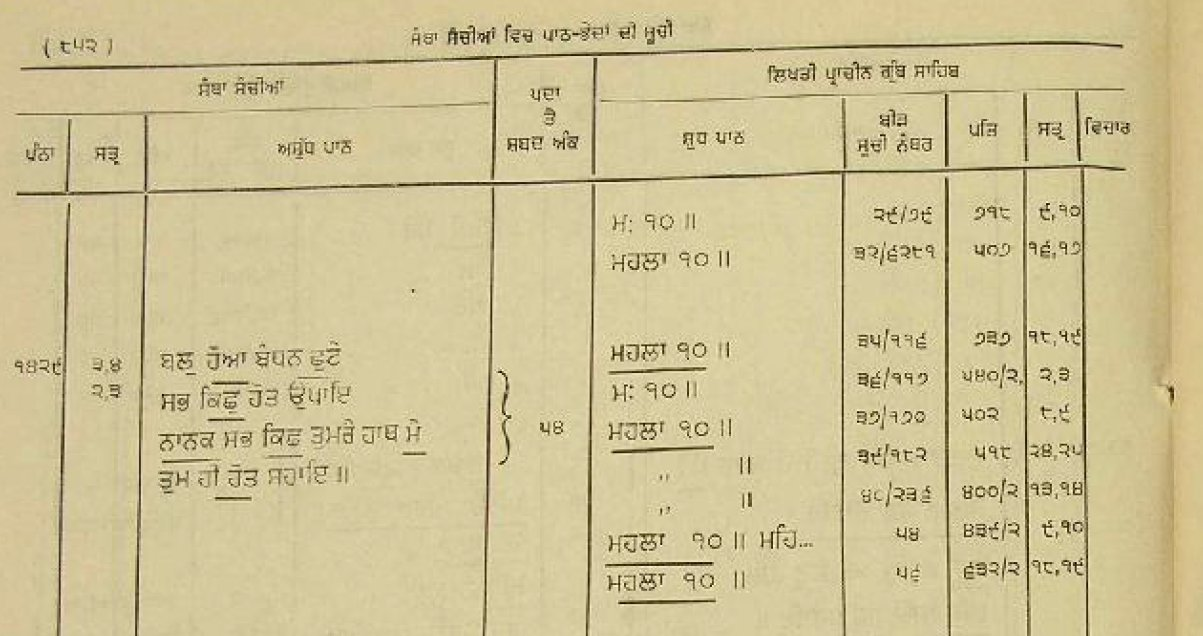 ( ੮੫੨ ) ਸੰਥਾ ਸੰਚੀਆਂ ਵਿਚ ਪਾਠ-ਭੇਦਾਂ ਦੀ ਸੂਚੀ
ਸੰਥਾ ਸੰਚੀਆਂ ਪਦਾ ਤੇ ਸ਼ਬਦ ਅੰਕ ਲਿਖਤੀ ਪ੍ਰਾਚੀਨ ਗ੍ਰੰਥ ਸਾਹਿਬ
ਪੰਨਾ ਸਤ੍ਰ ਅਸ਼ੁੱਧ ਪਾਠ ਸ਼ੁਧ ਪਾਠ ਬੀੜ ਸੂਚੀ ਨੰਬਰ ਪਤਿ ਸਤ੍ਰ ਵਿਚਾਰ
ਮ: ੧੦ ॥ ੨੯/੭੯ ੭੧੮ ੯,੧੦
ਮਹਲਾ ੧੦ ॥ ੩੨/੬੨੮੧ ੫੦੭ ੧੬,੧੭
੧੪੨੯ ੩,੪ ਬਲੁ ਹੋਆ ਬੰਧਨ ਛੁਟੇ ਮਹਲਾ ੧੦ ॥ ੩੫/੧੧੬ ੭੩੭ ੧੮,੧੯
੨,੩ ਸਭ ਕਿਛੁ ਹੋਤ ਉਪਾਇ ਮ: ੧੦ ॥ ੩੬/੧੧੭ ੫੪੦/੨, ੨,੩
ਨਾਨਕ ਸਭ ਕਿਛੁ ਤੁਮਰੇ ਹਾਥ ਮੇ ੫੪ ਮਹਲਾ ੧੦ ॥ ੩੭/੧੭੦ ੫੦੨ ੮,੯
ਤੁਮ ਹੀ ਹੋਤ ਸਹਾਇ ॥ ,, ॥ ੩੯/੧੮੨ ੫੧੮ ੨੪,੨੫
,, ॥ ੪੦/੨੩੬ ੪੦੦/੨ ੧੩,੧੪
ਮਹਲਾ ੧੦ ॥ ਮਹਿ... ੫੪ ੪੩੯/੨ ੯,੧੦
ਮਹਲਾ ੧੦ ॥ ੫੬ ੬੩੨/੨ ੧੮,੧੯